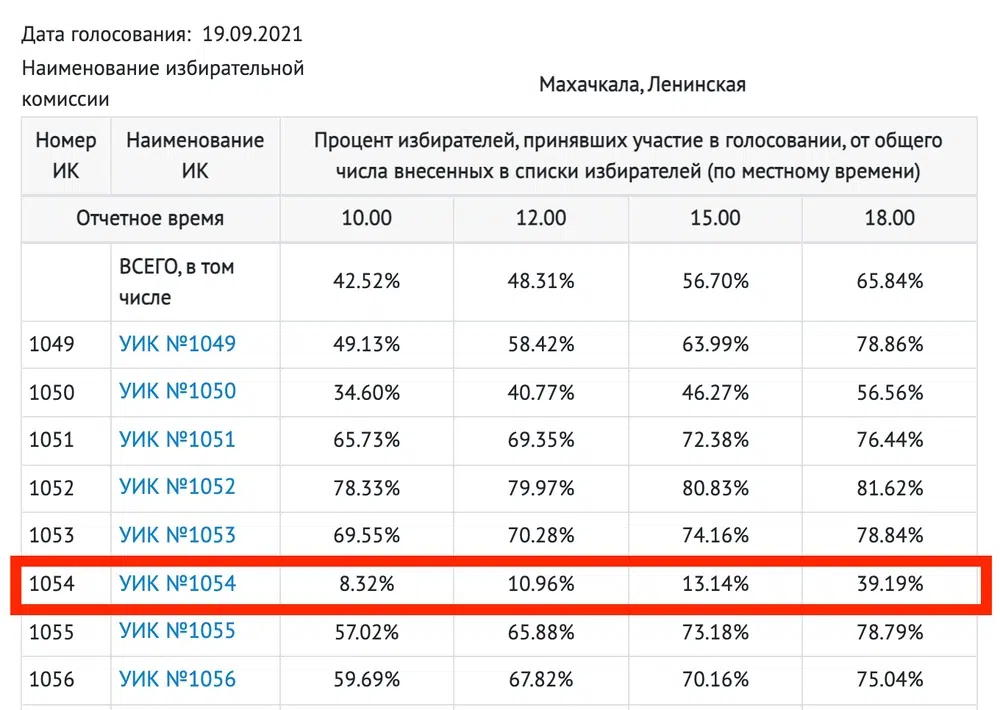 Дата голосования: 19.09.2021
Наименование избирательной
комиссии
Махачкала, Ленинская
Номер ИК Наименование ИК Процент избирателей, принявших участие в голосовании, от общего
числа внесенных в списки избирателей (по местному времени)
Отчетное время 10.00 12.00 15.00 18.00
ВСЕГО, в том
числе 42.52% 48.31% 56.70% 65.84%
1049 УИК №1049 49.13% 58.42% 63.99% 78.86%
1050 УИК №1050 34.60% 40.77% 46.27% 56.56%
1051 УИК №1051 65.73% 69.35% 72.38% 76.44%
1052 УИК №1052 78.33% 79.97% 80.83% 81.62%
1053 УИК №1053 69.55% 70.28% 74.16% 78.84%
1054 УИК №1054 8.32% 10.96% 13.14% 39.19%
1055 УИК №1055 57.02% 65.88% 73.18% 78.79%
1056 УИК №1056 59.69% 67.82% 70.16% 75.04%